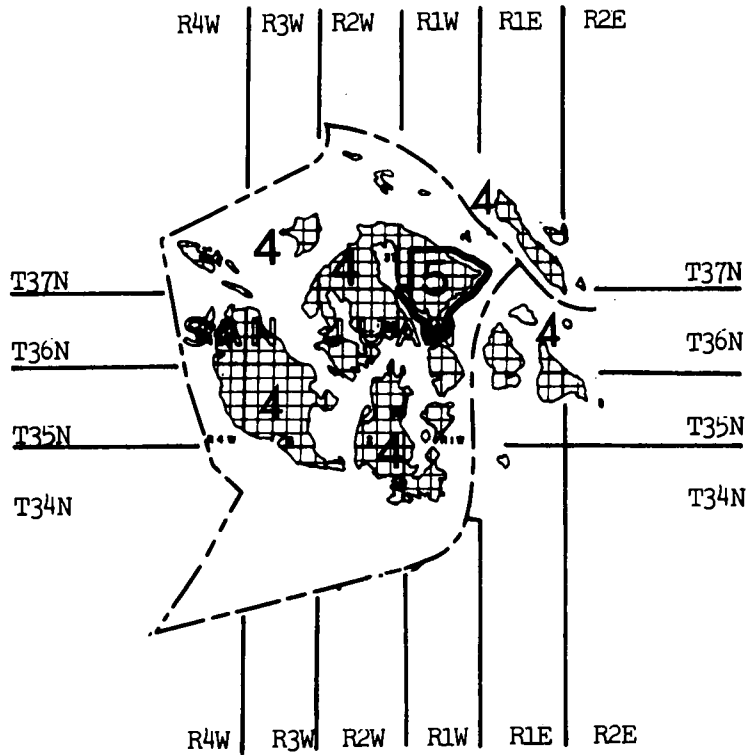 R4W R3W R2W R1W R1E R2E
4
4 4 5
T37N T37N
SAN JUAN
4
T36N T36N
4
T35N T35N
4
T34N T34N
R4W R3W R2W R1W R1E R2E